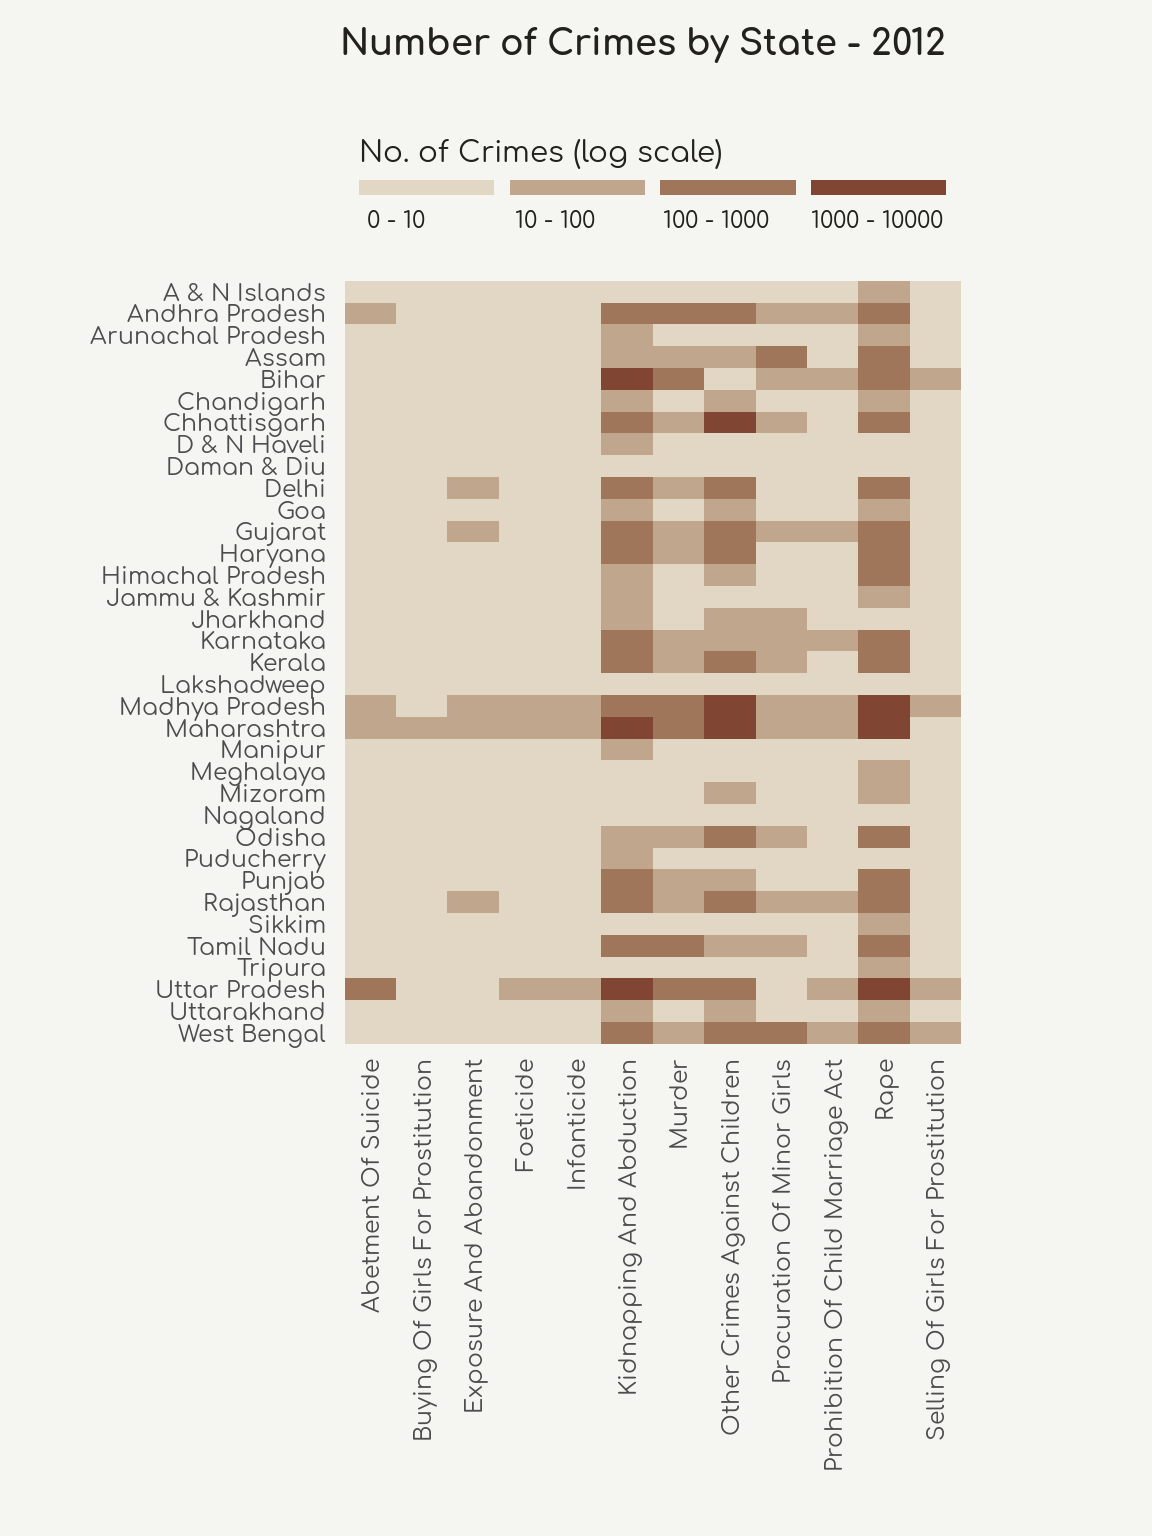 Number of Crimes by State - 2012
No. of Crimes (log scale)
0 - 10
10 - 100
100 - 1000
1000 - 10000
A & N Islands
Andhra Pradesh
Arunachal Pradesh
Assam
Bihar
Chandigarh
Chhattisgarh
D & N Haveli
Daman & Diu
Delhi
Goa
Gujarat
Haryana
Himachal Pradesh
Jammu & Kashmir
Jharkhand
Karnataka
Kerala
Lakshadweep
Madhya Pradesh
Maharashtra
Manipur
Meghalaya
Mizoram
Nagaland
Odisha
Puducherry
Punjab
Rajasthan
Sikkim
Tamil Nadu
Tripura
Uttar Pradesh
Uttarakhand
West Bengal
Abetment Of Suicide
Buying Of Girls For Prostitution
Exposure And Abandonment
Foeticide
Infanticide
Kidnapping And Abduction
Murder
Other Crimes Against Children
Procuration Of Minor Girls
Prohibition Of Child Marriage Act
Rape
Selling Of Girls For Prostitution